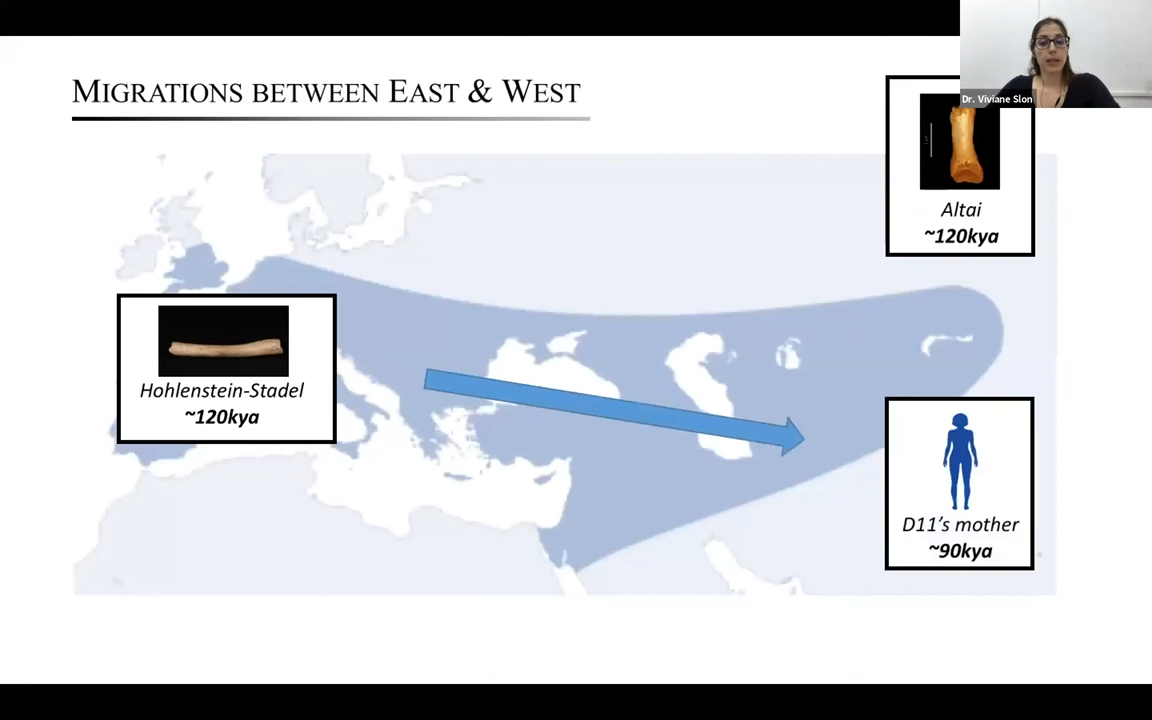 MIGRATIONS BETWEEN EAST & WEST
Dr. Viviane Slon
Altai
~120kya
Hohlenstein-Stadel
~120kya
D11's mother
~90kya